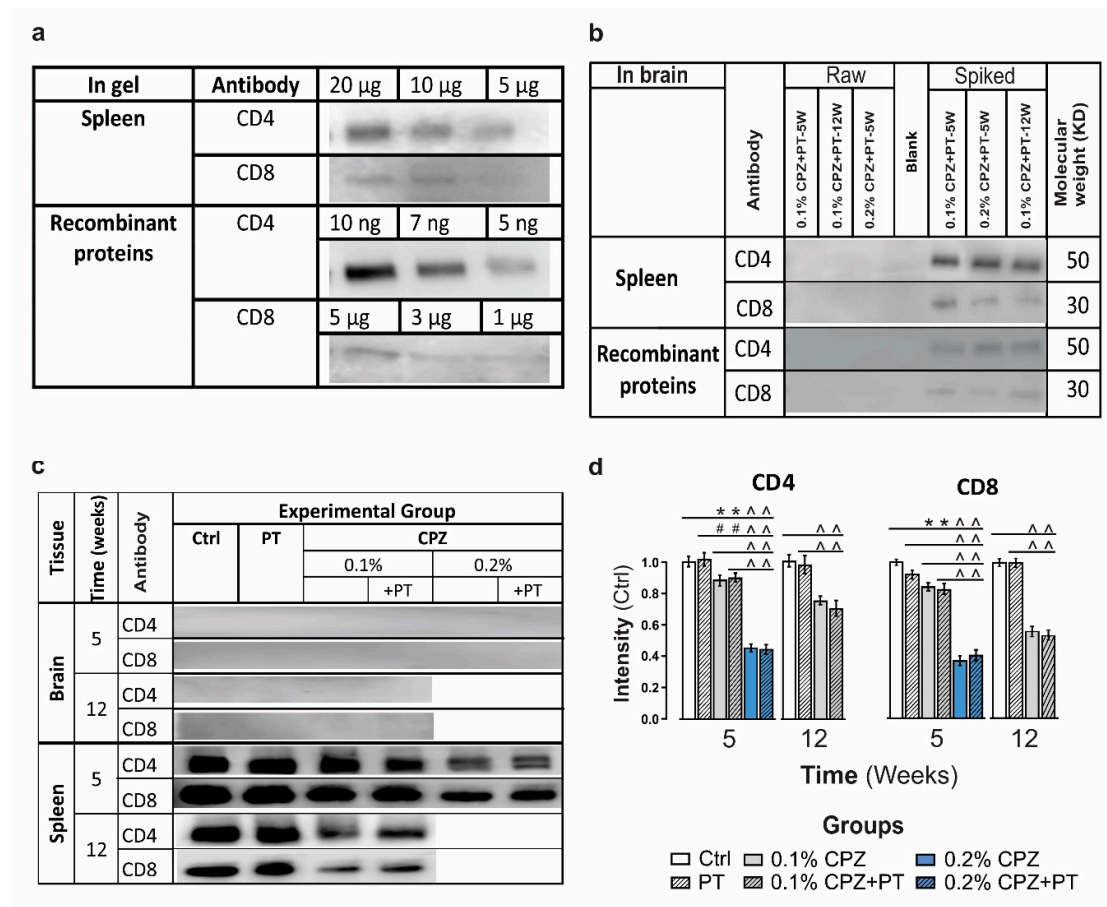 a
In gel Antibody 20 µg 10 µg 5 µg
Spleen CD4
CD8
Recombinant proteins CD4 10 ng 7 ng 5 ng
CD8 5 µg 3 µg 1 µg
b
In brain Antibody Raw Blank Spiked Molecular weight (KD)
0.1% CPZ+PT-5W 0.1% CPZ+PT-12W 0.2% CPZ+PT-5W 0.1% CPZ+PT-5W 0.2% CPZ+PT-5W 0.1% CPZ+PT-12W
Spleen CD4 50
CD8 30
Recombinant proteins CD4 50
CD8 30
c
Tissue Time (weeks) Antibody Experimental Group
Ctrl PT CPZ
0.1% 0.2%
+PT +PT
Brain 5 CD4
CD8
12 CD4
CD8
Spleen 5 CD4
CD8
12 CD4
CD8
d
CD4 CD8
* * ^ ^ * * ^ ^
# # ^ ^ ^ ^ ^ ^ ^ ^
^ ^ ^ ^ ^ ^ ^ ^
^ ^ ^ ^
Intensity (Ctrl)
1.0
0.8
0.6
0.4
0.2
0.0
5 12 5 12
Time (Weeks)
Groups
Ctrl 0.1% CPZ 0.2% CPZ
PT 0.1% CPZ+PT 0.2% CPZ+PT